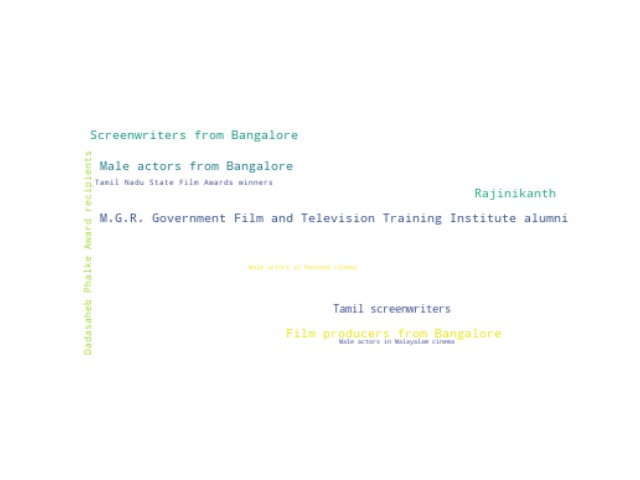 Screenwriters from Bangalore
Dadasaheb Phalke Award recipients
Male actors from Bangalore
Tamil Nadu State Film Awards winners
Rajinikanth
M.G.R. Government Film and Television Training Institute alumni
Male actors in Kannada cinema
Tamil screenwriters
Film producers from Bangalore
Male actors in Malayalam cinema